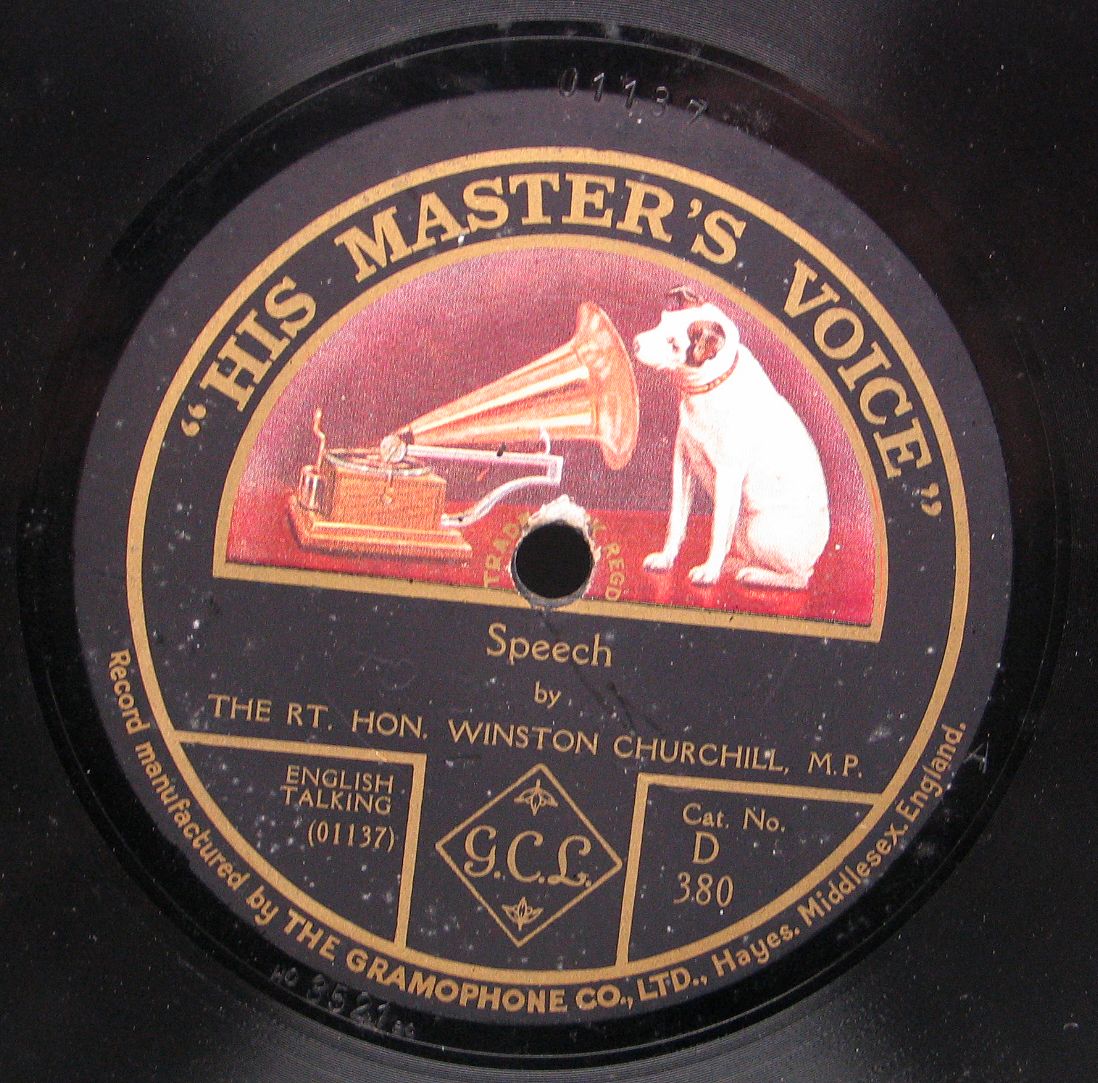 01137
“HIS MASTER'S VOICE”
TRADE
REGD
Speech
by
THE RT. HON. WINSTON CHURCHILL, M.P.
ENGLISH
TALKING
(01137)
G.C.L.
Cat. No.
D
380
Record manufactured by THE GRAMOPHONE CO., LTD., Hayes. Middlesex. England.
HO 3521